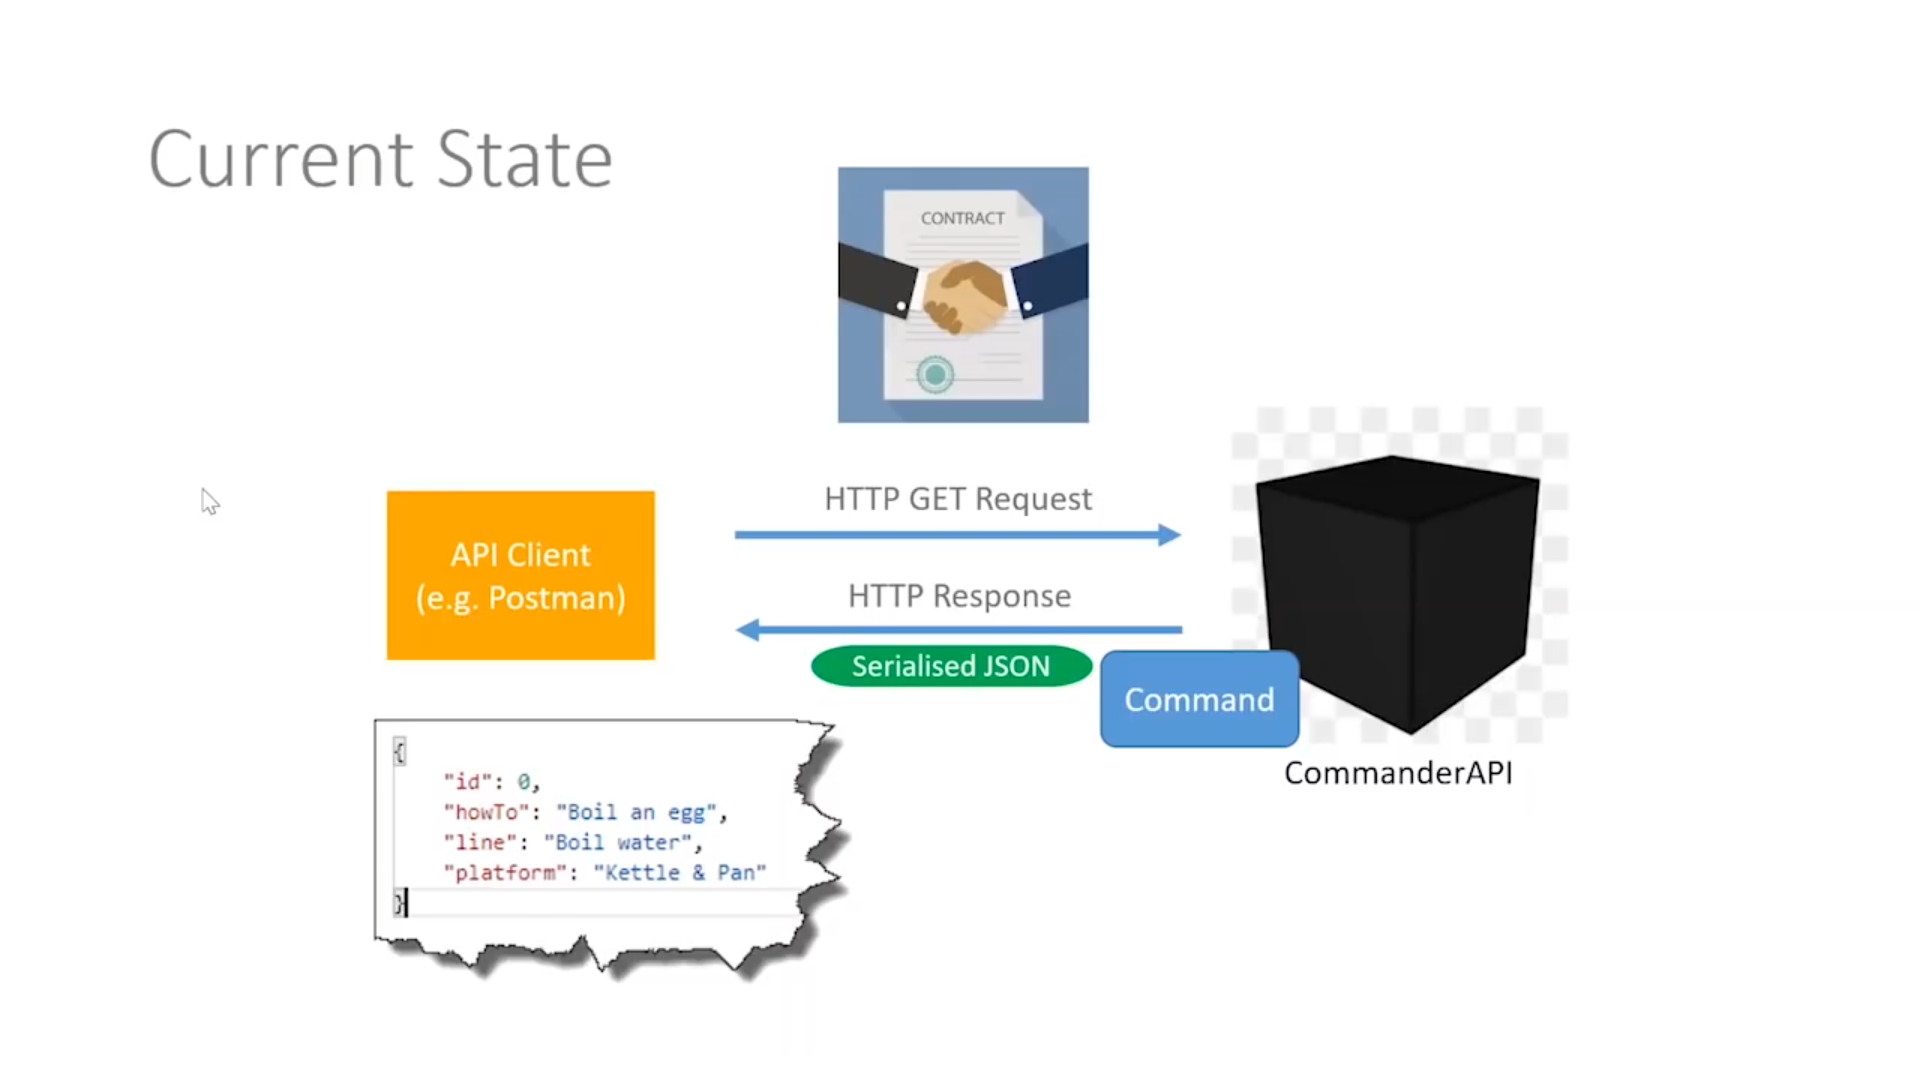 Current State
CONTRACT
HTTP GET Request
API Client
(e.g. Postman)
HTTP Response
Serialised JSON
Command
CommanderAPI
{
"id": 0,
"howTo": "Boil an egg",
"line": "Boil water",
"platform": "Kettle & Pan"
}